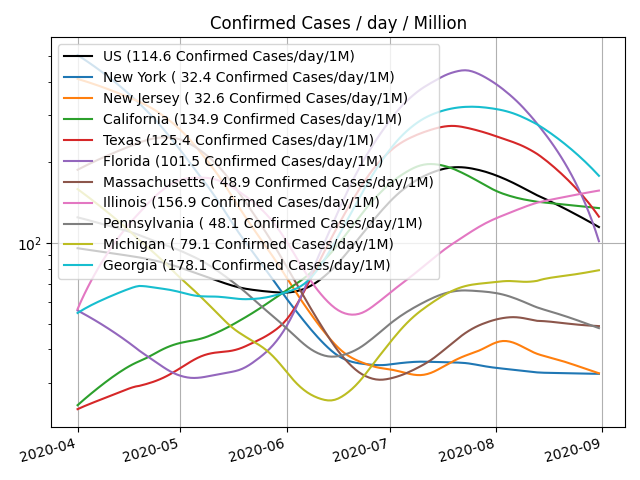 Confirmed Cases / day / Million
US (114.6 Confirmed Cases/day/1M)
New York ( 32.4 Confirmed Cases/day/1M)
New Jersey ( 32.6 Confirmed Cases/day/1M)
California (134.9 Confirmed Cases/day/1M)
Texas (125.4 Confirmed Cases/day/1M)
Florida (101.5 Confirmed Cases/day/1M)
Massachusetts ( 48.9 Confirmed Cases/day/1M)
Illinois (156.9 Confirmed Cases/day/1M)
Pennsylvania ( 48.1 Confirmed Cases/day/1M)
Michigan ( 79.1 Confirmed Cases/day/1M)
Georgia (178.1 Confirmed Cases/day/1M)
10²
2020-04 2020-05 2020-06 2020-07 2020-08 2020-09